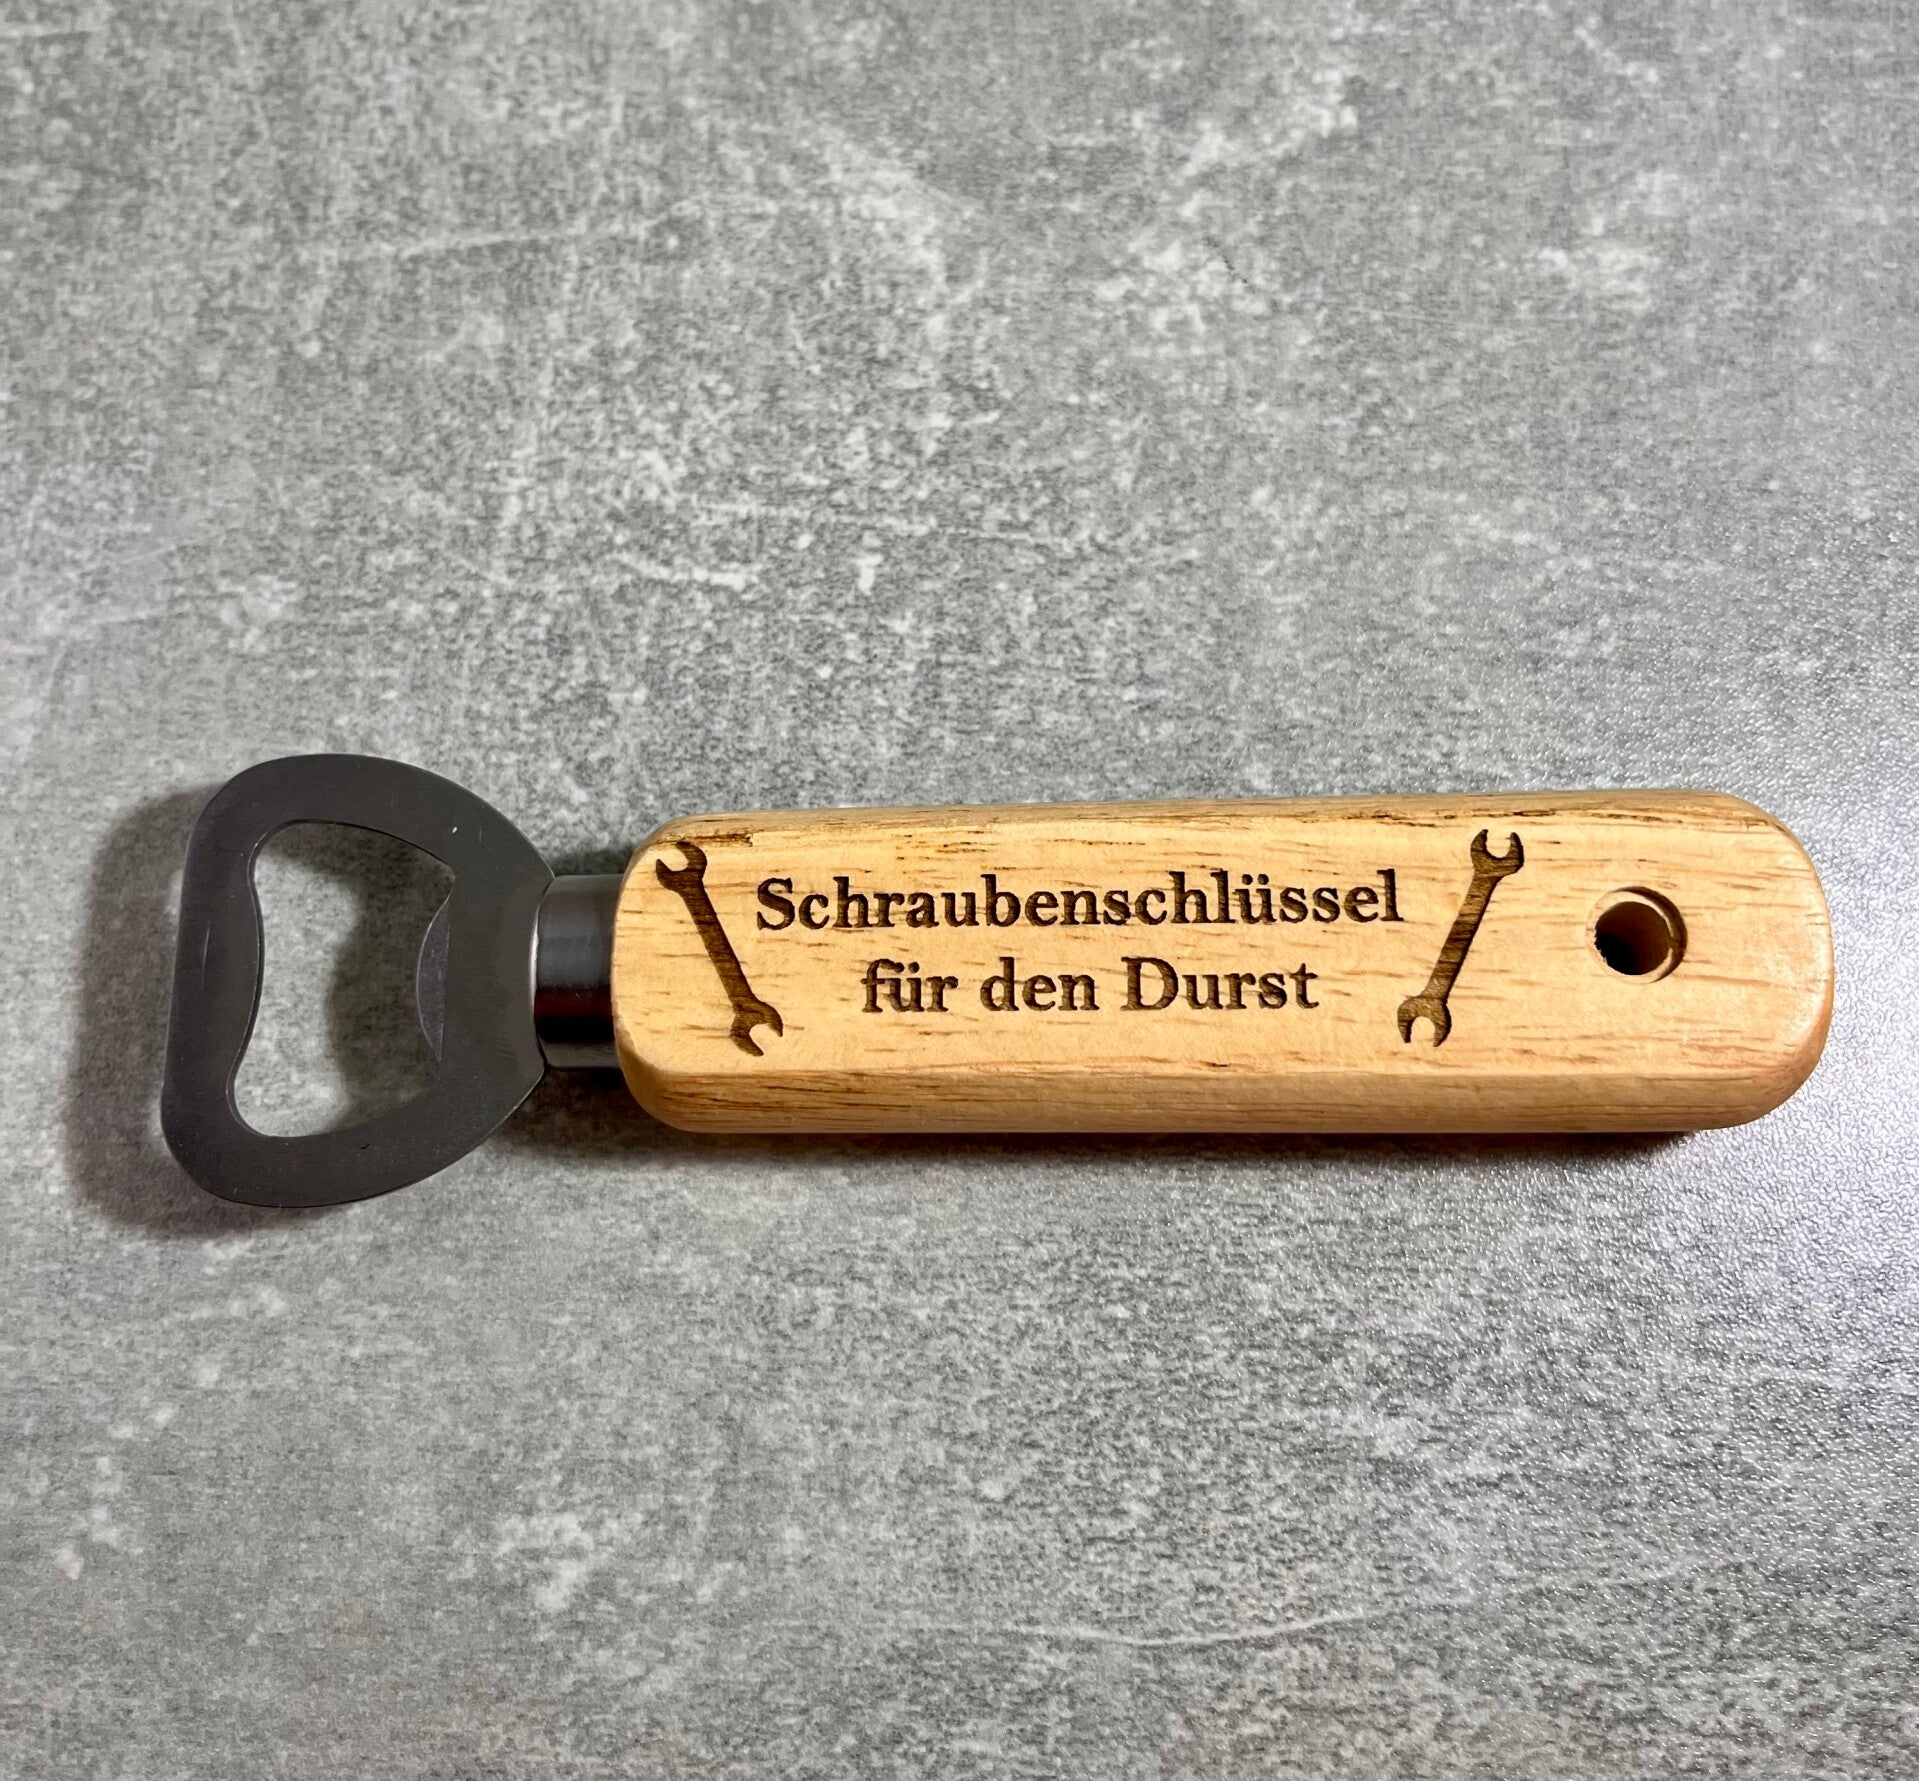 Schraubenschlüssel
für den Durst